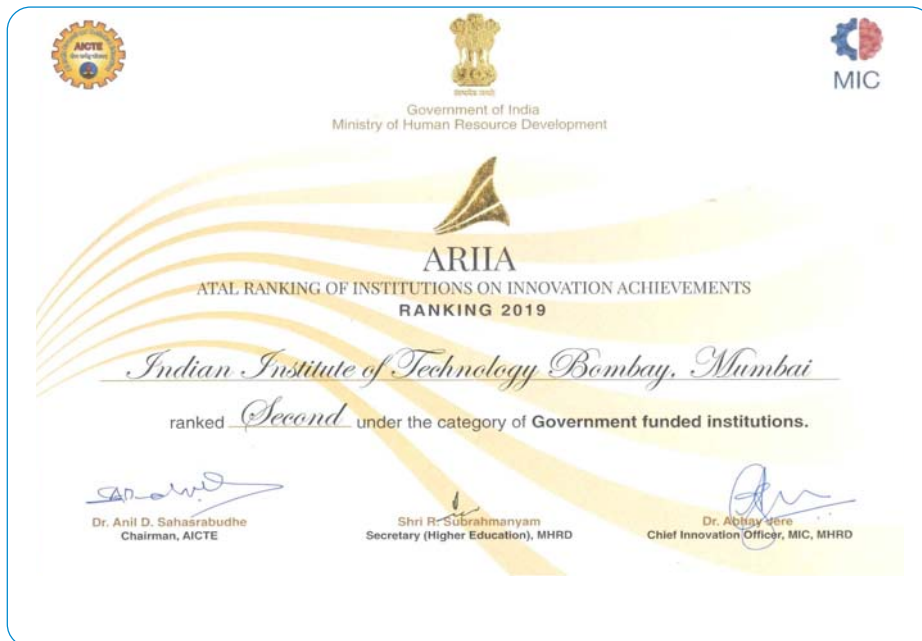 AICTE
MIC
Government of India
Ministry of Human Resource Development
ARIIA
ATAL RANKING OF INSTITUTIONS ON INNOVATION ACHIEVEMENTS
RANKING 2019
Indian Institute of Technology Bombay, Mumbai
ranked Second under the category of Government funded institutions.
Dr. Anil D. Sahasrabudhe
Chairman, AICTE
Shri R. Subrahmanyam
Secretary (Higher Education), MHRD
Dr. Abhay Jere
Chief Innovation Officer, MIC, MHRD